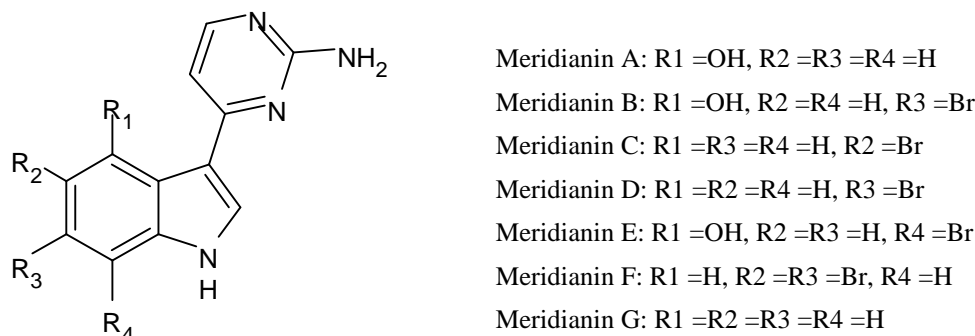 N
NH2
N
R1
R2
R3
N
H
R4
Meridianin A: R1 =OH, R2 =R3 =R4 =H
Meridianin B: R1 =OH, R2 =R4 =H, R3 =Br
Meridianin C: R1 =R3 =R4 =H, R2 =Br
Meridianin D: R1 =R2 =R4 =H, R3 =Br
Meridianin E: R1 =OH, R2 =R3 =H, R4 =Br
Meridianin F: R1 =H, R2 =R3 =Br, R4 =H
Meridianin G: R1 =R2 =R3 =R4 =H